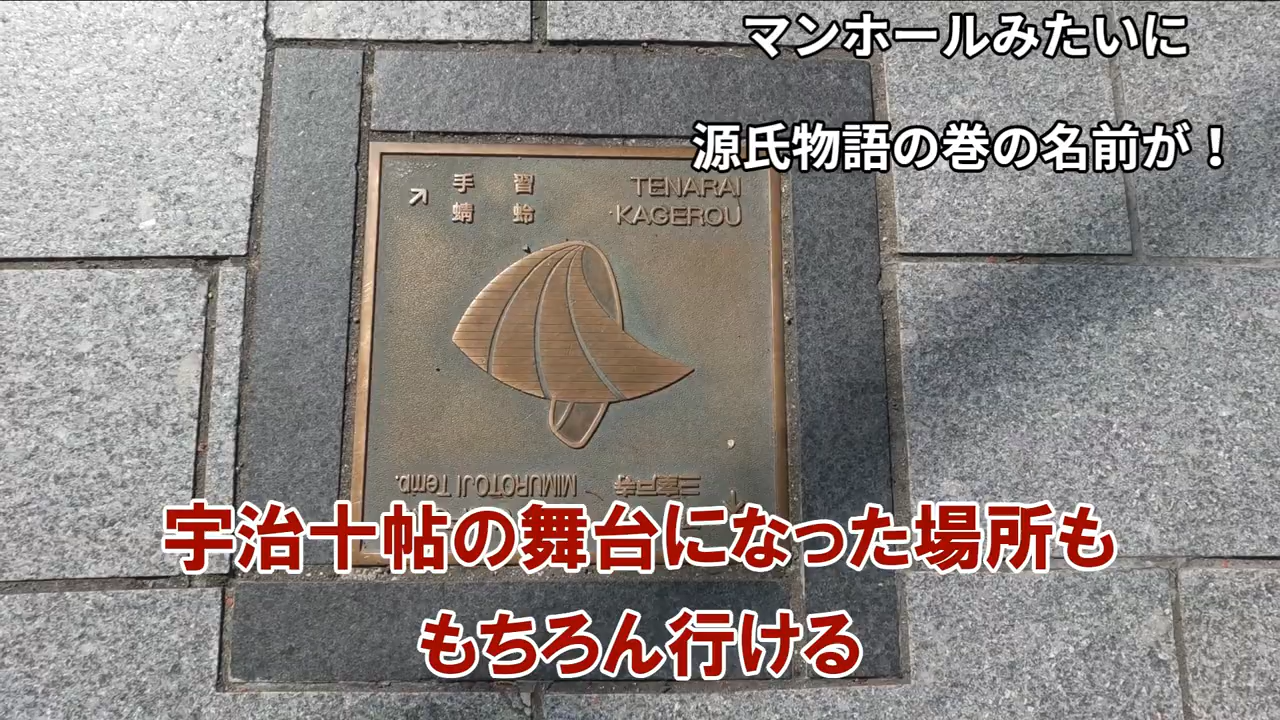 マンホールみたいに
源氏物語の巻の名前が！
↗ 手習 TENARAI
蜻蛉 KAGEROU
三室戸寺 MIMUROTOJI Temp.
宇治十帖の舞台になった場所も
もちろん行ける